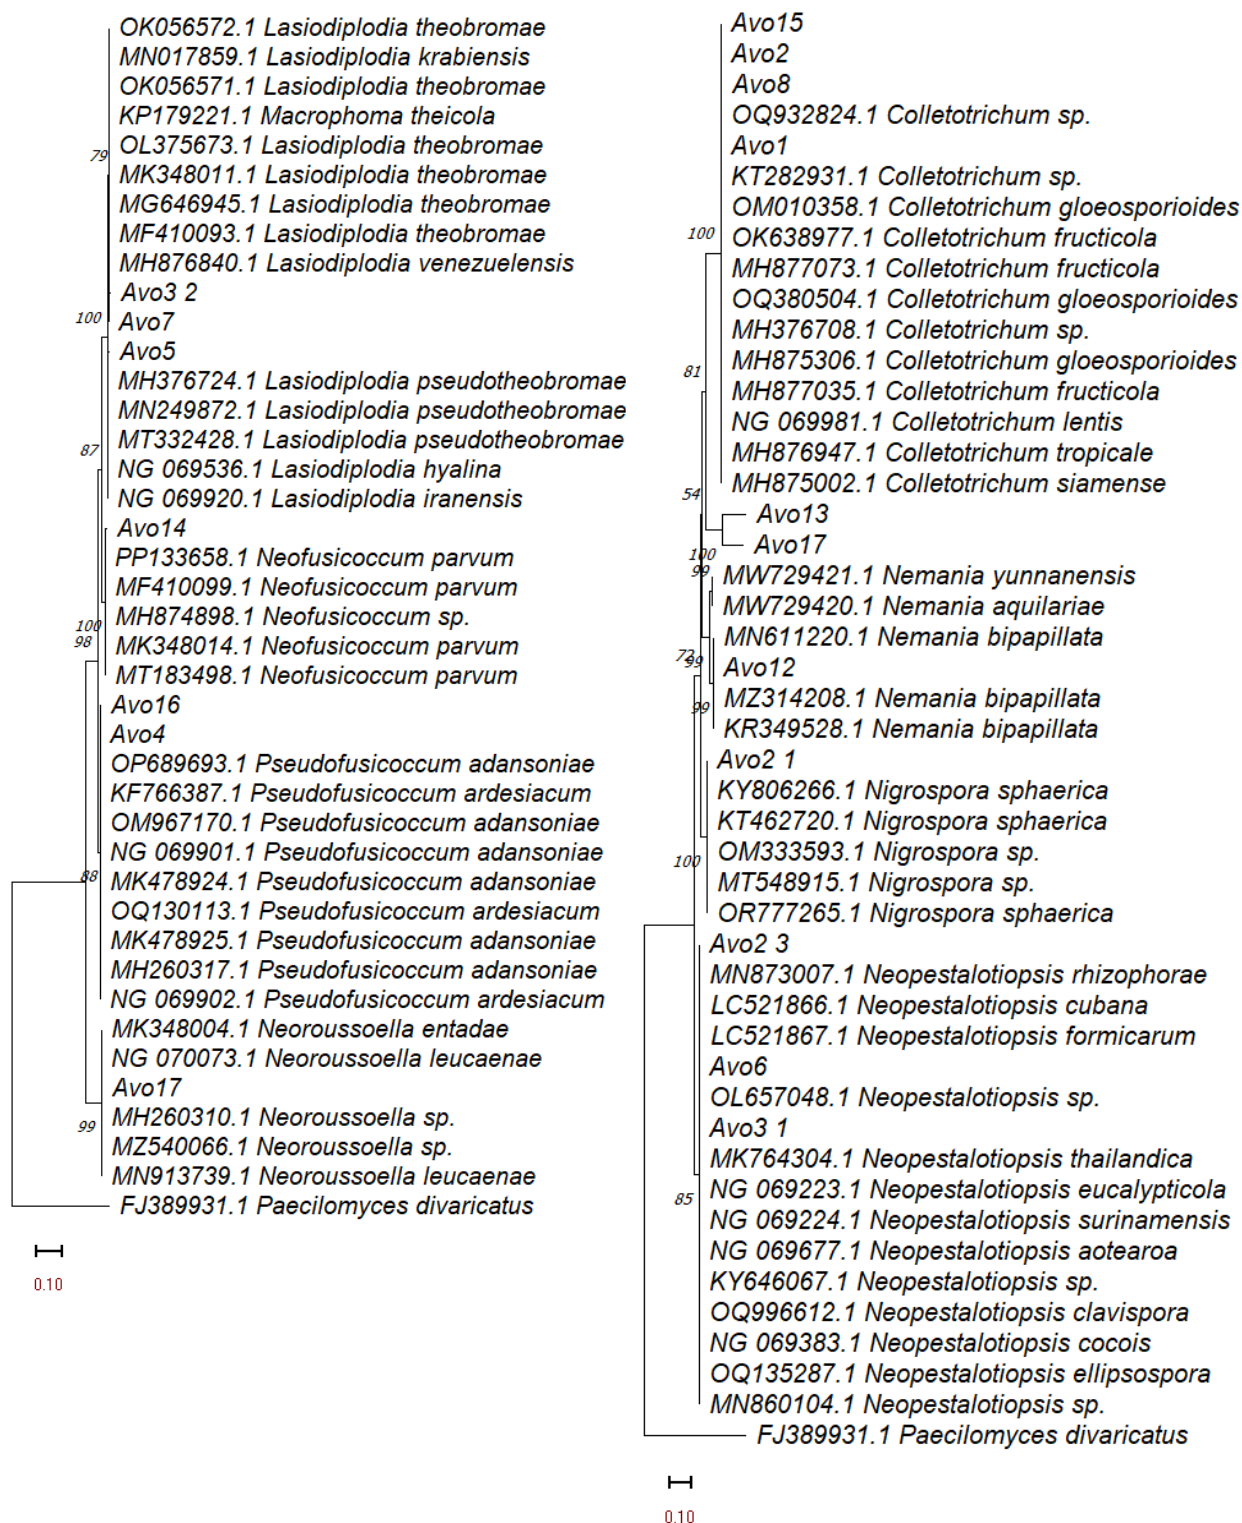 OK056572.1 Lasiodiplodia theobromae
MN017859.1 Lasiodiplodia krabiensis
OK056571.1 Lasiodiplodia theobromae
KP179221.1 Macrophoma theicola
OL375673.1 Lasiodiplodia theobromae
79
MK348011.1 Lasiodiplodia theobromae
MG646945.1 Lasiodiplodia theobromae
MF410093.1 Lasiodiplodia theobromae
MH876840.1 Lasiodiplodia venezuelensis
Avo3 2
100
Avo7
Avo5
MH376724.1 Lasiodiplodia pseudotheobromae
MN249872.1 Lasiodiplodia pseudotheobromae
MT332428.1 Lasiodiplodia pseudotheobromae
87
NG 069536.1 Lasiodiplodia hyalina
NG 069920.1 Lasiodiplodia iranensis
Avo14
PP133658.1 Neofusicoccum parvum
MF410099.1 Neofusicoccum parvum
MH874898.1 Neofusicoccum sp.
100
98
MK348014.1 Neofusicoccum parvum
MT183498.1 Neofusicoccum parvum
Avo16
Avo4
OP689693.1 Pseudofusicoccum adansoniae
KF766387.1 Pseudofusicoccum ardesiacum
OM967170.1 Pseudofusicoccum adansoniae
NG 069901.1 Pseudofusicoccum adansoniae
88
MK478924.1 Pseudofusicoccum adansoniae
OQ130113.1 Pseudofusicoccum ardesiacum
MK478925.1 Pseudofusicoccum adansoniae
MH260317.1 Pseudofusicoccum adansoniae
NG 069902.1 Pseudofusicoccum ardesiacum
MK348004.1 Neoroussoella entadae
NG 070073.1 Neoroussoella leucaenae
Avo17
MH260310.1 Neoroussoella sp.
99
MZ540066.1 Neoroussoella sp.
MN913739.1 Neoroussoella leucaenae
FJ389931.1 Paecilomyces divaricatus
0.10
Avo15
Avo2
Avo8
OQ932824.1 Colletotrichum sp.
Avo1
KT282931.1 Colletotrichum sp.
OM010358.1 Colletotrichum gloeosporioides
100
OK638977.1 Colletotrichum fructicola
MH877073.1 Colletotrichum fructicola
OQ380504.1 Colletotrichum gloeosporioides
MH376708.1 Colletotrichum sp.
MH875306.1 Colletotrichum gloeosporioides
81
MH877035.1 Colletotrichum fructicola
NG 069981.1 Colletotrichum lentis
MH876947.1 Colletotrichum tropicale
MH875002.1 Colletotrichum siamense
54
Avo13
Avo17
100
99
MW729421.1 Nemania yunnanensis
MW729420.1 Nemania aquilariae
MN611220.1 Nemania bipapillata
72
99
Avo12
MZ314208.1 Nemania bipapillata
99
KR349528.1 Nemania bipapillata
Avo2 1
KY806266.1 Nigrospora sphaerica
KT462720.1 Nigrospora sphaerica
OM333593.1 Nigrospora sp.
100
MT548915.1 Nigrospora sp.
OR777265.1 Nigrospora sphaerica
Avo2 3
MN873007.1 Neopestalotiopsis rhizophorae
LC521866.1 Neopestalotiopsis cubana
LC521867.1 Neopestalotiopsis formicarum
Avo6
OL657048.1 Neopestalotiopsis sp.
Avo3 1
MK764304.1 Neopestalotiopsis thailandica
NG 069223.1 Neopestalotiopsis eucalypticola
85
NG 069224.1 Neopestalotiopsis surinamensis
NG 069677.1 Neopestalotiopsis aotearoa
KY646067.1 Neopestalotiopsis sp.
OQ996612.1 Neopestalotiopsis clavispora
NG 069383.1 Neopestalotiopsis cocois
OQ135287.1 Neopestalotiopsis ellipsospora
MN860104.1 Neopestalotiopsis sp.
FJ389931.1 Paecilomyces divaricatus
0.10